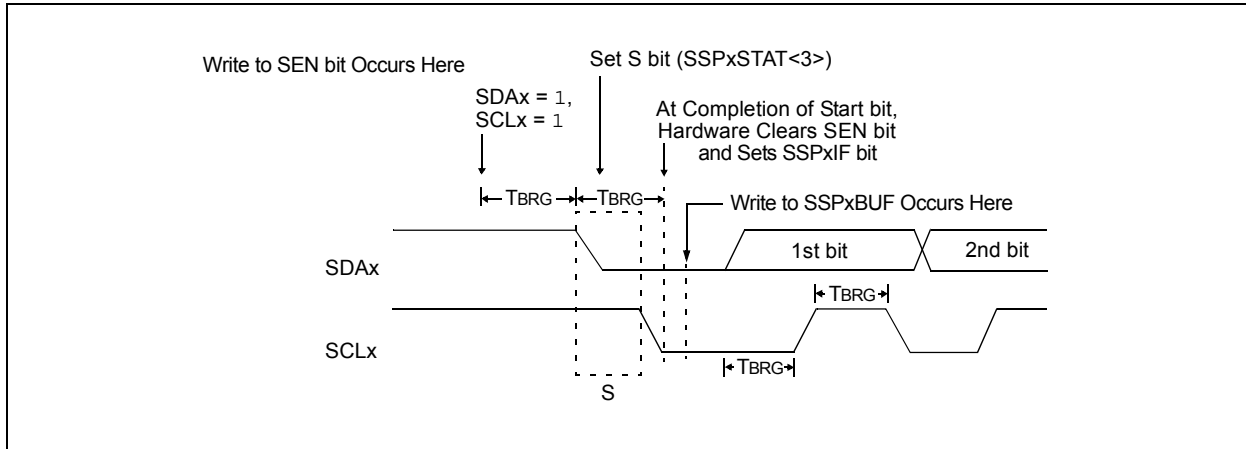 Write to SEN bit Occurs Here
Set S bit (SSPxSTAT<3>)
SDAx = 1,
SCLx = 1
At Completion of Start bit,
Hardware Clears SEN bit
and Sets SSPxIF bit
TBRG
TBRG
Write to SSPxBUF Occurs Here
SDAx
1st bit
2nd bit
TBRG
SCLx
TBRG
S